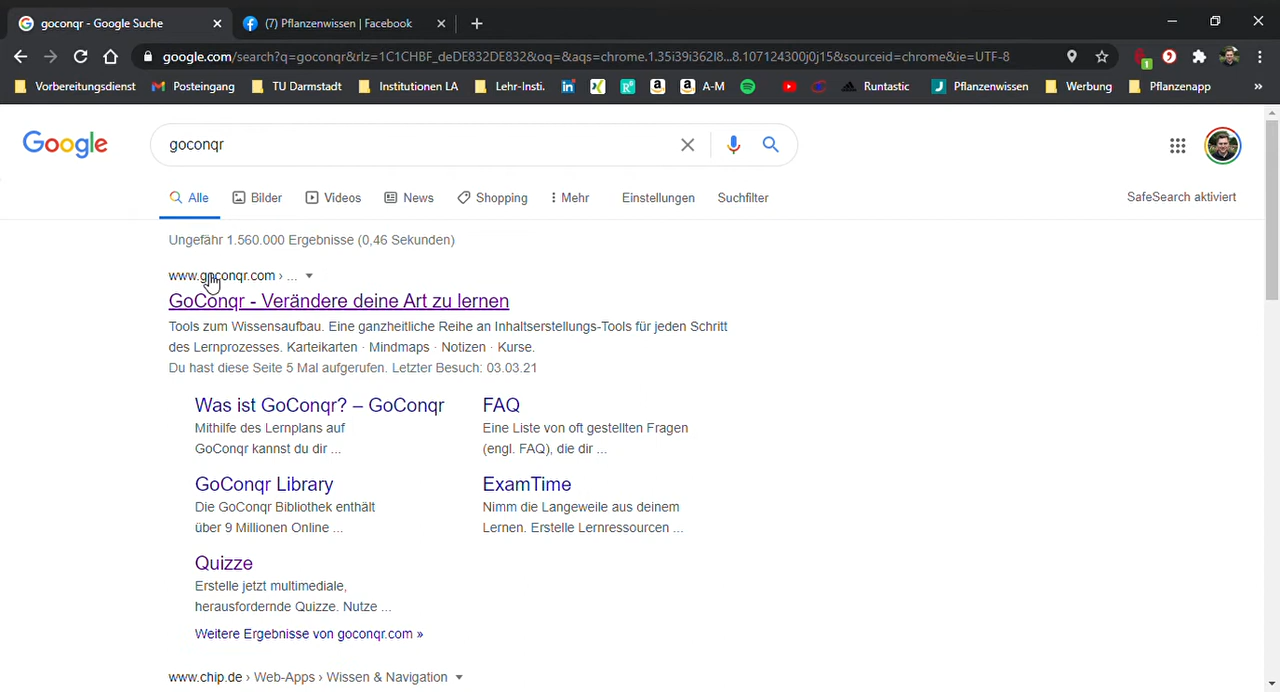 goconqr - Google Suche
(7) Pflanzenwissen | Facebook
google.com/search?q=goconqr&rlz=1C1CHBF_deDE832DE832&oq=&aqs=chrome.1.35i39i362l8...8.107124300j0j15&sourceid=chrome&ie=UTF-8
1
Vorbereitungsdienst Posteingang TU Darmstadt Institutionen LA Lehr-Insti. A-M Runtastic Pflanzenwissen Werbung Pflanzenapp »
Google
goconqr
Alle Bilder Videos News Shopping Mehr Einstellungen Suchfilter
SafeSearch aktiviert
Ungefähr 1.560.000 Ergebnisse (0,46 Sekunden)
www.goconqr.com › ...
GoConqr - Verändere deine Art zu lernen
Tools zum Wissensaufbau. Eine ganzheitliche Reihe an Inhaltserstellungs-Tools für jeden Schritt
des Lernprozesses. Karteikarten · Mindmaps · Notizen · Kurse.
Du hast diese Seite 5 Mal aufgerufen. Letzter Besuch: 03.03.21
Was ist GoConqr? – GoConqr
Mithilfe des Lernplans auf
GoConqr kannst du dir ...
FAQ
Eine Liste von oft gestellten Fragen
(engl. FAQ), die dir ...
GoConqr Library
Die GoConqr Bibliothek enthält
über 9 Millionen Online ...
ExamTime
Nimm die Langeweile aus deinem
Lernen. Erstelle Lernressourcen ...
Quizze
Erstelle jetzt multimediale,
herausfordernde Quizze. Nutze ...
Weitere Ergebnisse von goconqr.com »
www.chip.de › Web-Apps › Wissen & Navigation